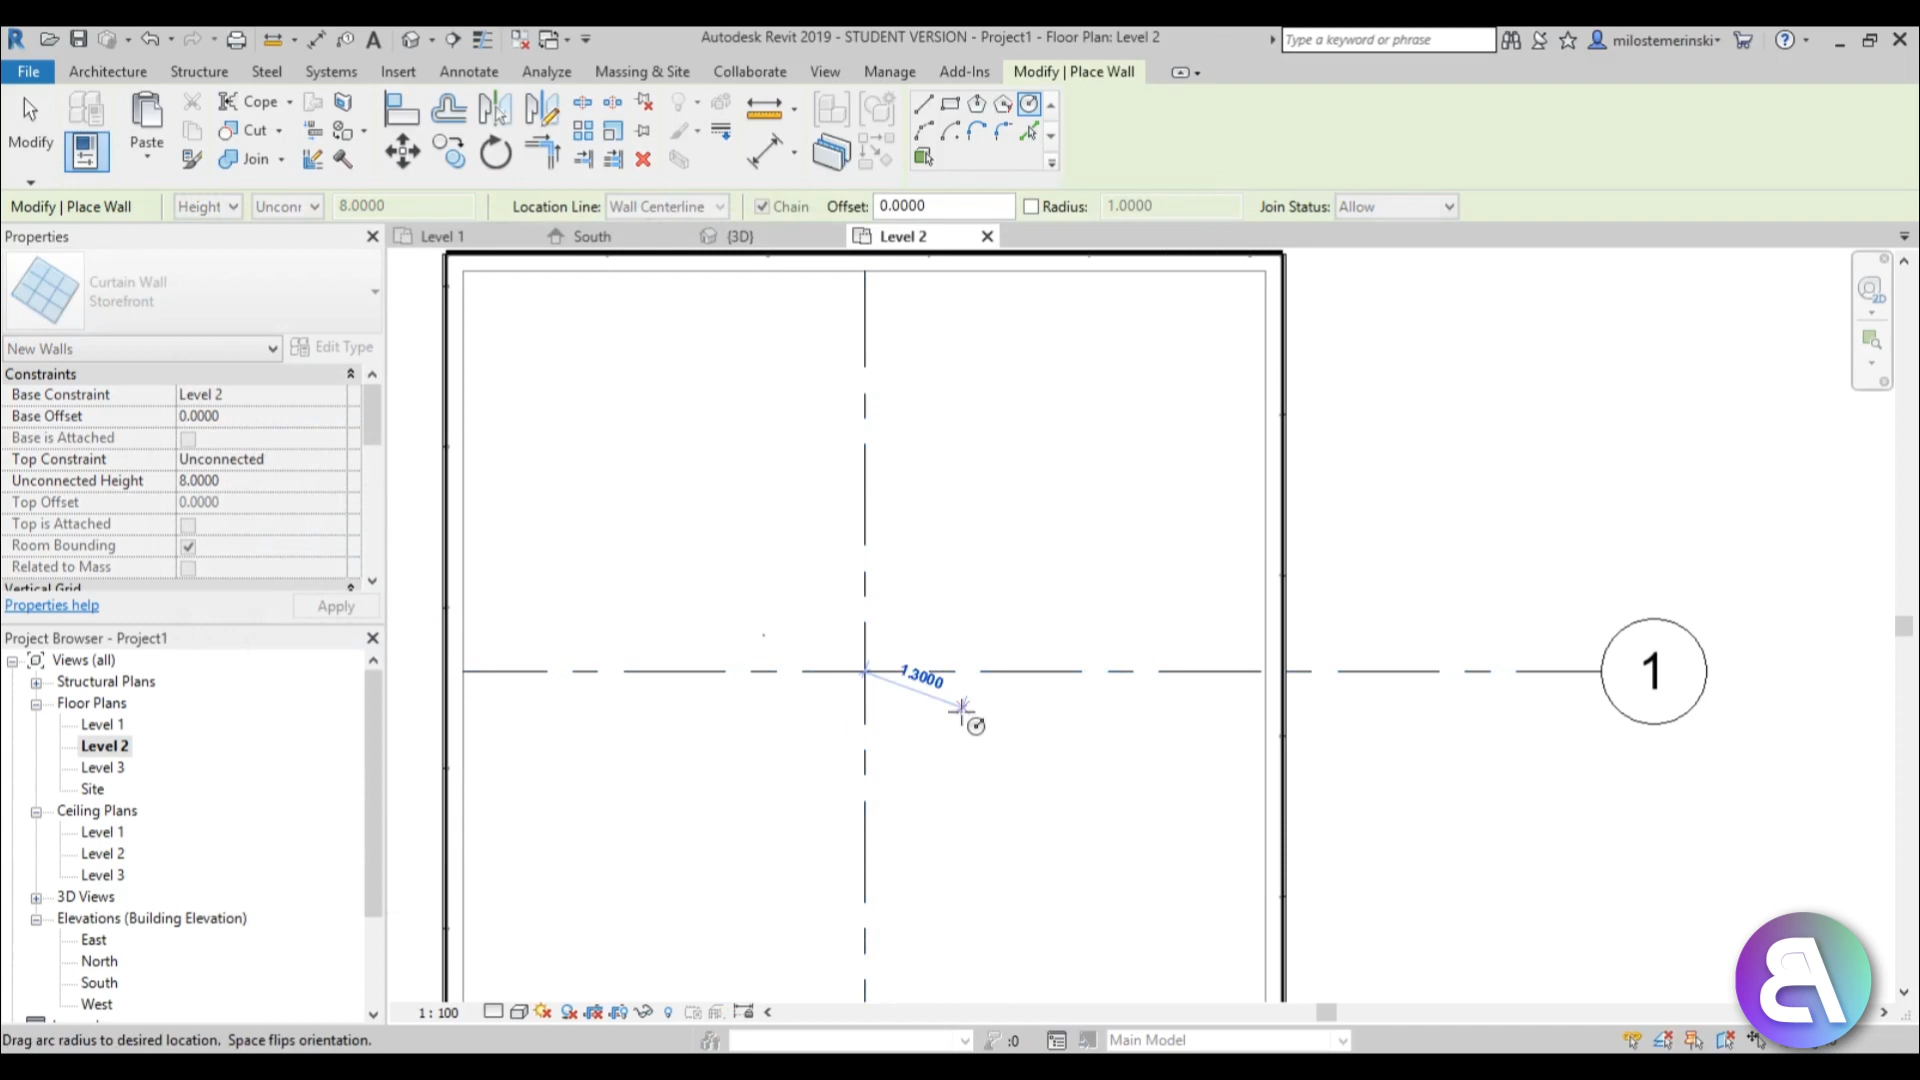 Autodesk Revit 2019 - STUDENT VERSION - Project1 - Floor Plan: Level 2
Type a keyword or phrase
milostemerinski
File
Architecture
Structure
Steel
Systems
Insert
Annotate
Analyze
Massing & Site
Collaborate
View
Manage
Add-Ins
Modify | Place Wall
Modify
Paste
Cope
Cut
Join
Modify | Place Wall
Height
Unconr
8.0000
Location Line:
Wall Centerline
Chain
Offset:
0.0000
Radius:
1.0000
Join Status:
Allow
Properties
Level 1
South
{3D}
Level 2
Curtain Wall
Storefront
New Walls
Edit Type
Constraints
Base Constraint
Level 2
Base Offset
0.0000
Base is Attached
Top Constraint
Unconnected
Unconnected Height
8.0000
Top Offset
0.0000
Top is Attached
Room Bounding
Related to Mass
Vertical Grid
Properties help
Apply
Project Browser - Project1
Views (all)
Structural Plans
Floor Plans
Level 1
Level 2
Level 3
Site
Ceiling Plans
Level 1
Level 2
Level 3
3D Views
Elevations (Building Elevation)
East
North
South
West
1.3000
1
2D
1 : 100
Drag arc radius to desired location. Space flips orientation.
:0
Main Model